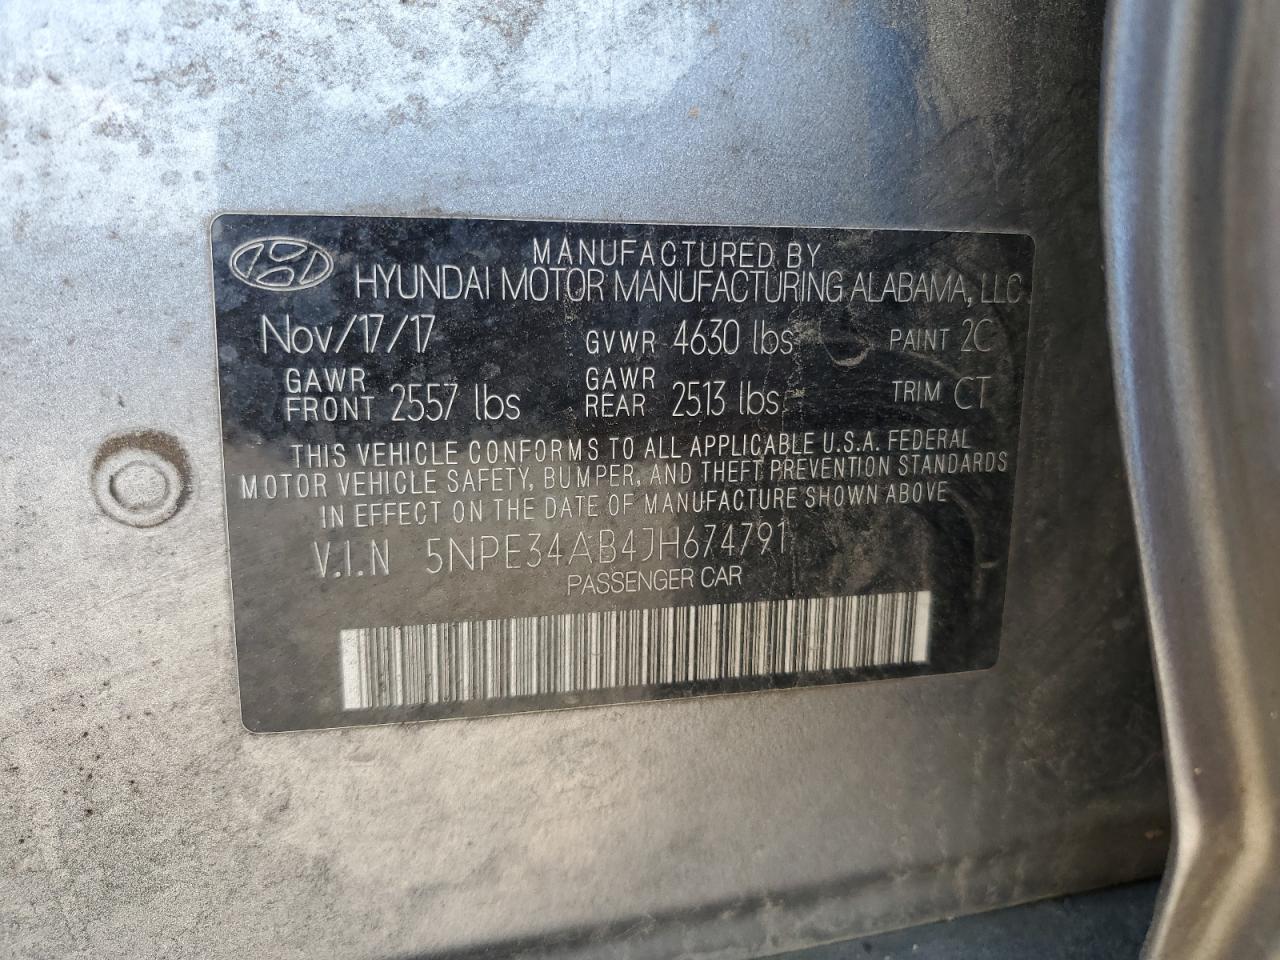 MANUFACTURED BY
HYUNDAI MOTOR MANUFACTURING ALABAMA, LLC
Nov/17/17 GVWR 4630 lbs PAINT 2C
GAWR FRONT 2557 lbs GAWR REAR 2513 lbs TRIM CT
THIS VEHICLE CONFORMS TO ALL APPLICABLE U.S.A. FEDERAL
MOTOR VEHICLE SAFETY, BUMPER, AND THEFT PREVENTION STANDARDS
IN EFFECT ON THE DATE OF MANUFACTURE SHOWN ABOVE
V.I.N 5NPE34AB4JH674791
PASSENGER CAR